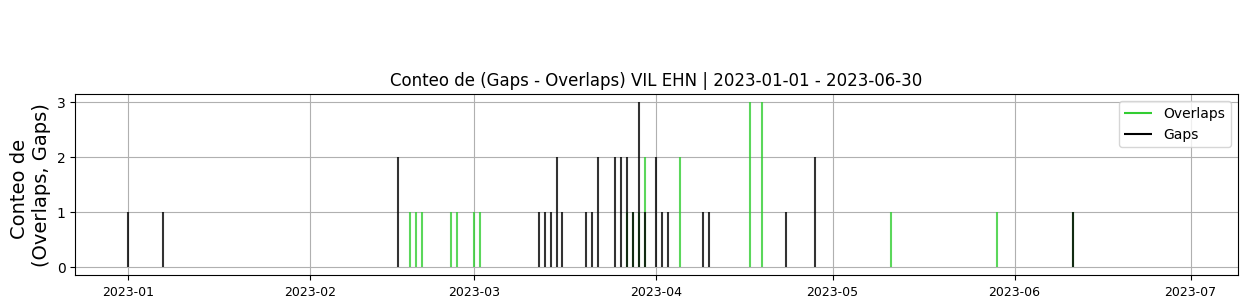 Conteo de (Gaps - Overlaps) VIL EHN | 2023-01-01 - 2023-06-30
Conteo de
(Overlaps, Gaps)
3
2
1
0
Overlaps
Gaps
2023-01
2023-02
2023-03
2023-04
2023-05
2023-06
2023-07